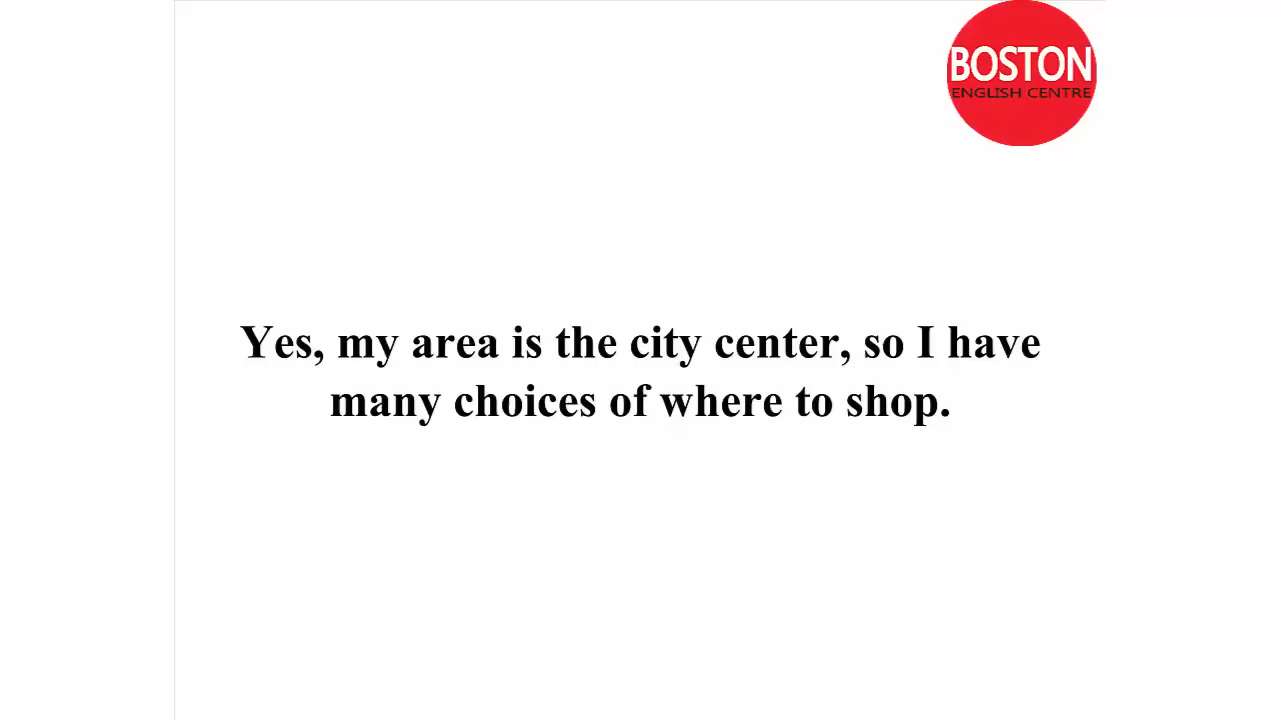 BOSTON
ENGLISH CENTRE
Yes, my area is the city center, so I have
many choices of where to shop.